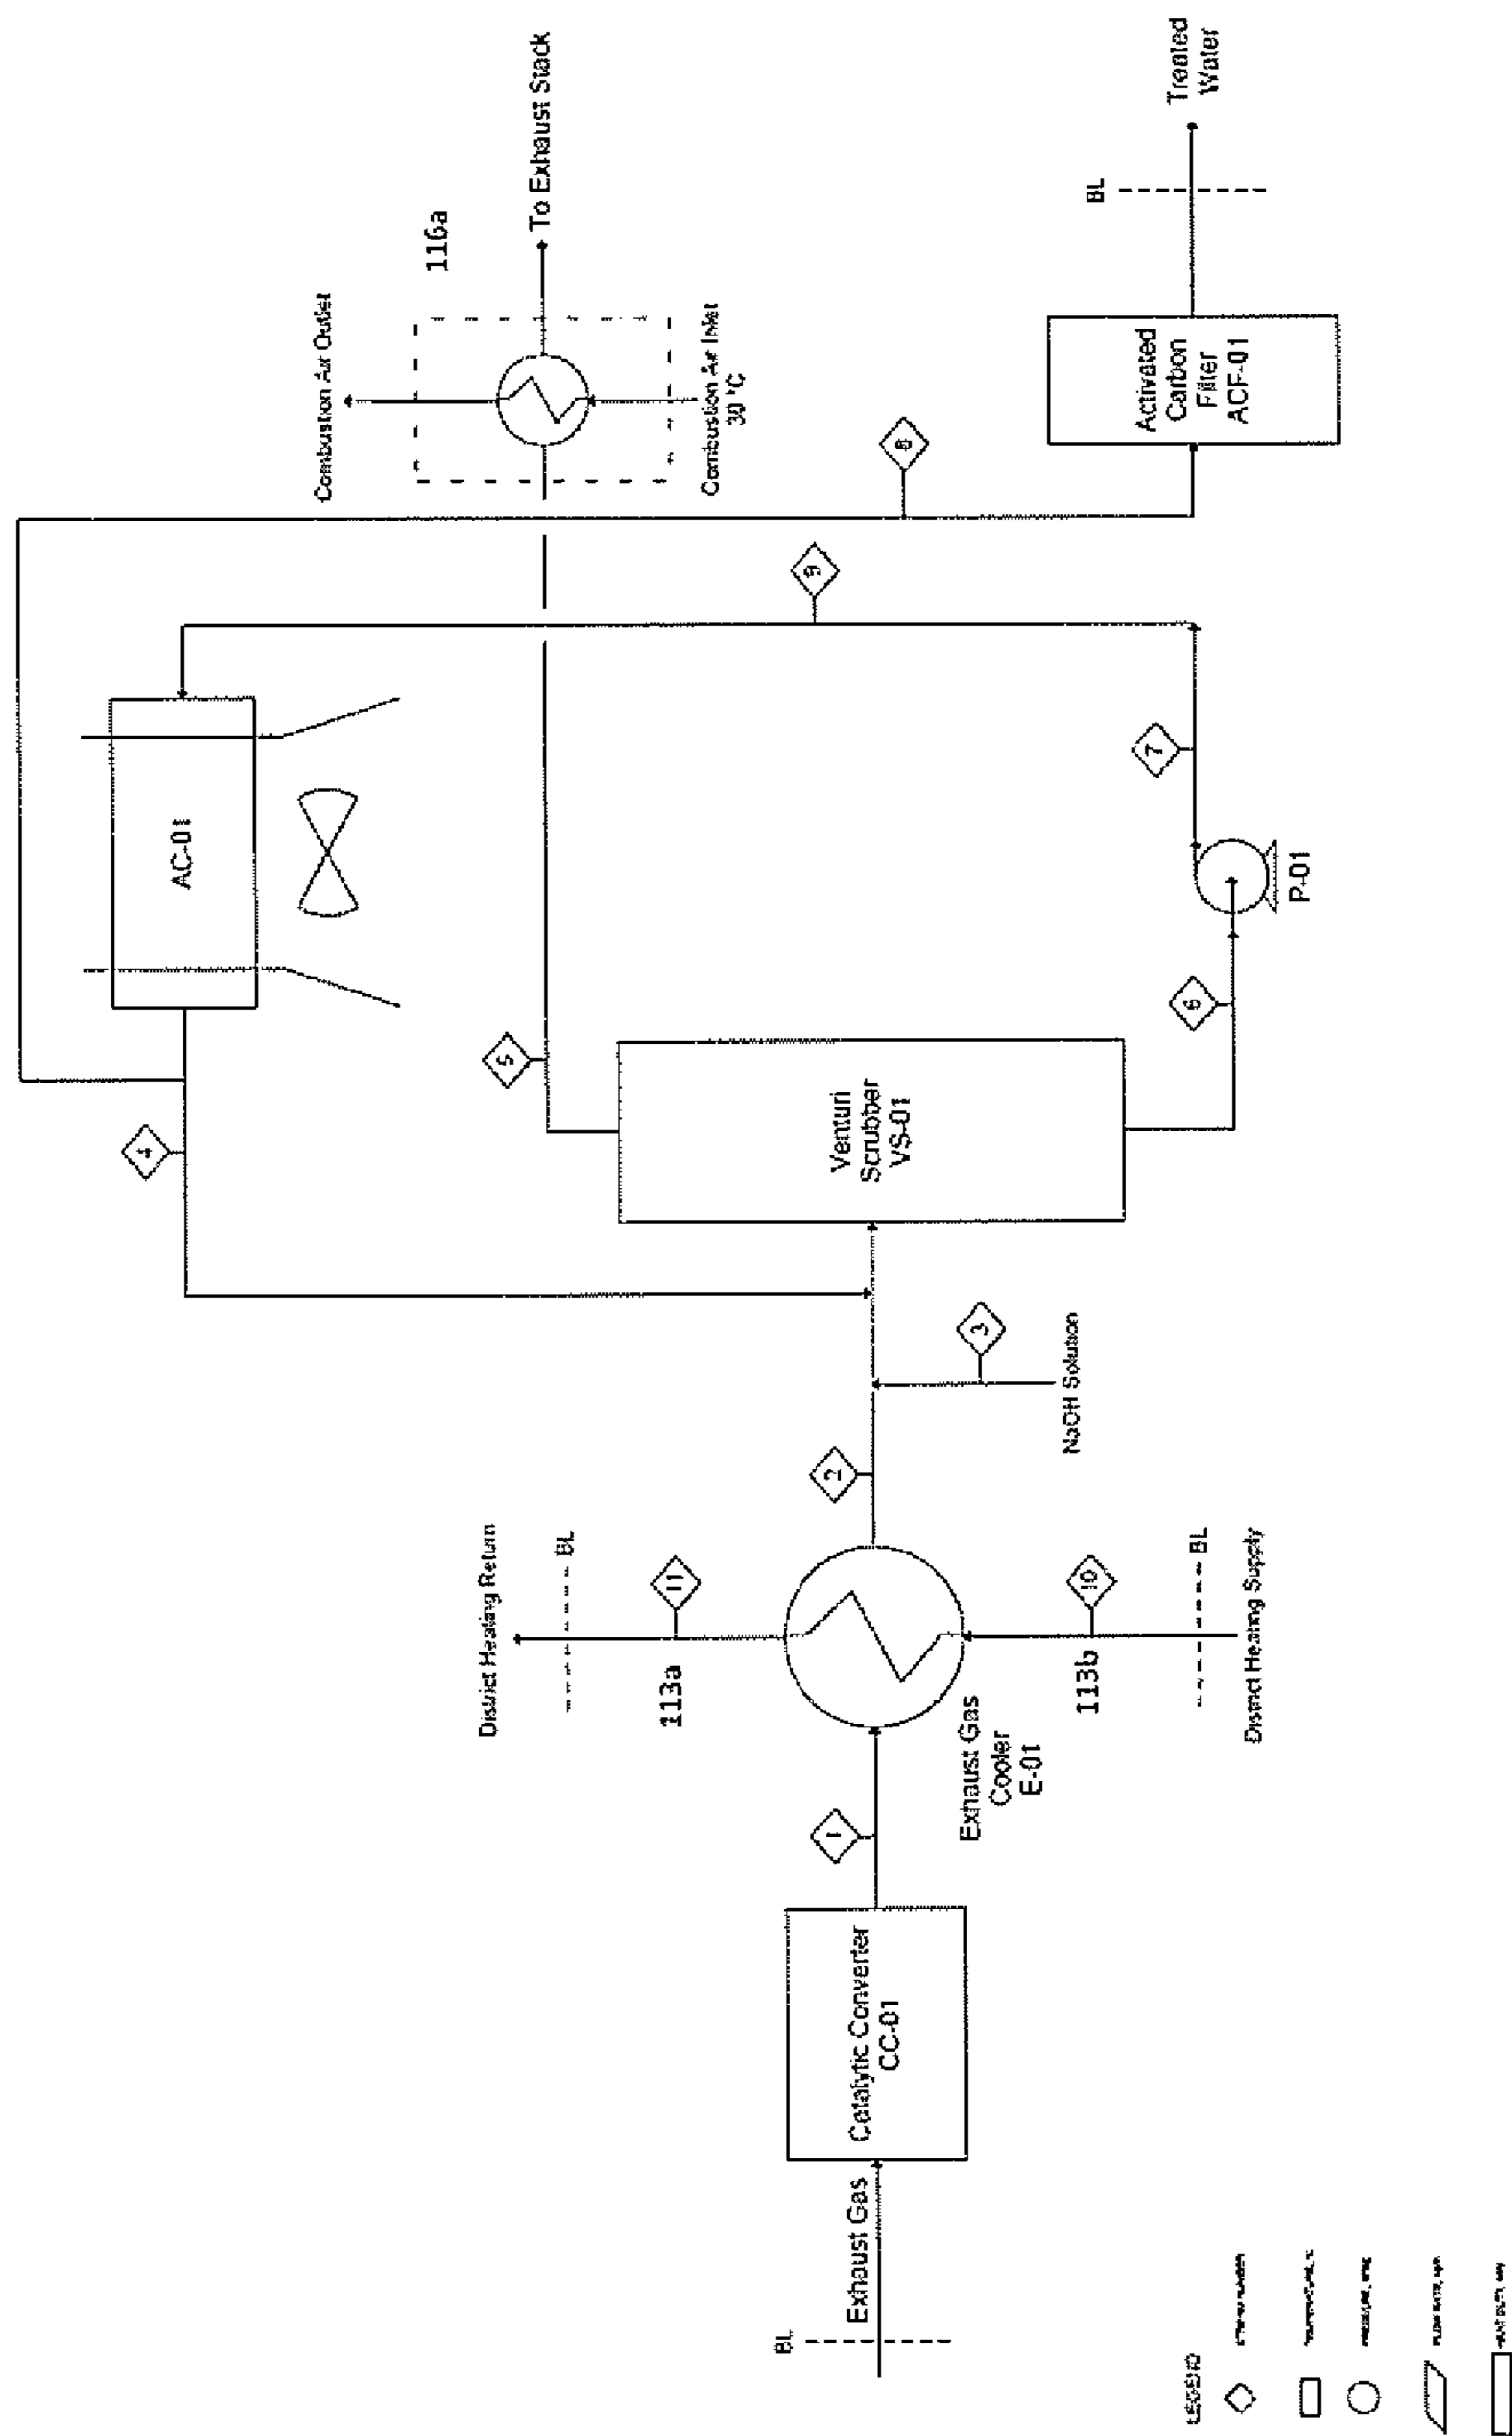 BL
Exhaust Gas
Catalytic Converter
CC-01
1
Exhaust Gas
Cooler
E-01
District Heating Return
BL
11
113a
10
113b
BL
District Heating Supply
2
3
NaOH Solution
4
Venturi
Scrubber
VS-01
5
6
P-01
7
AC-01
9
8
Combustion Air Outlet
116a
To Exhaust Stack
Combustion Air Inlet
30 °C
Activated
Carbon
Filter
ACF-01
BL
Treated
Water
LEGEND
STREAM NUMBER